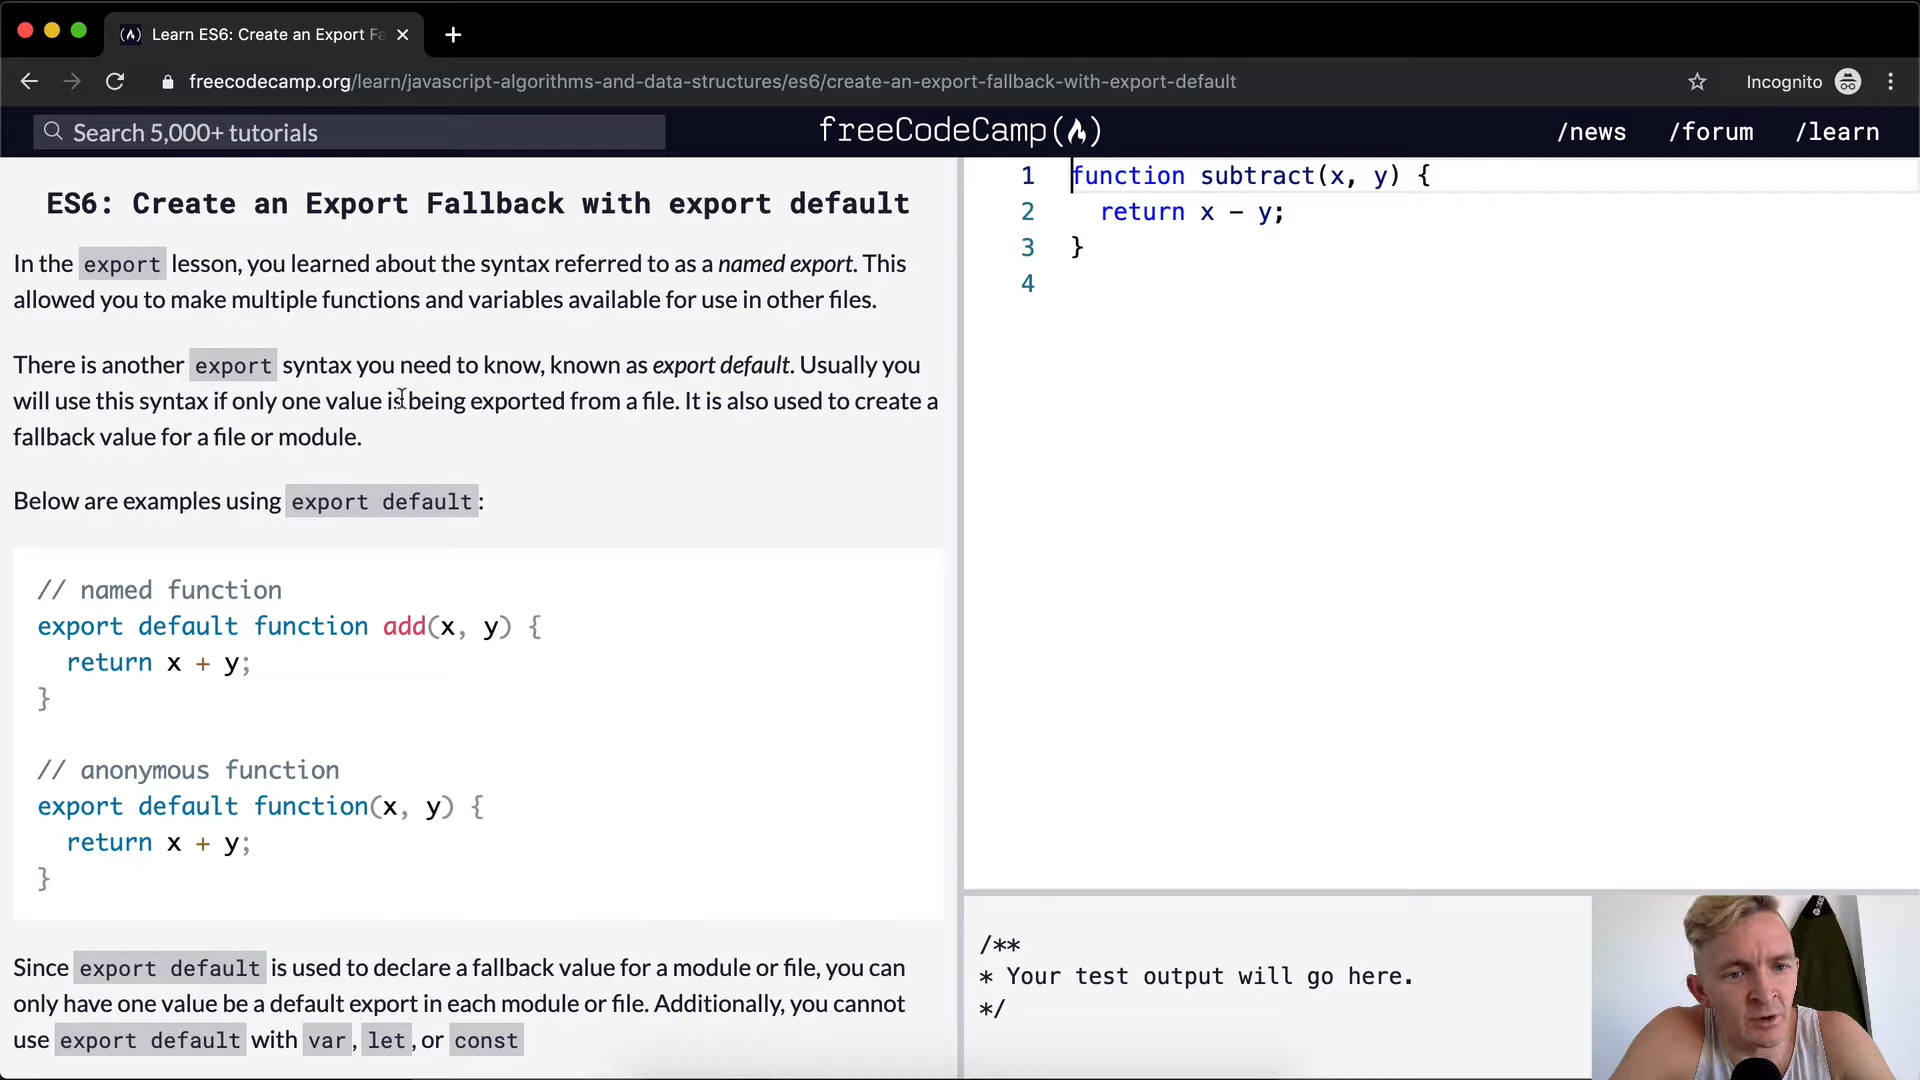 Learn ES6: Create an Export Fa
freecodecamp.org/learn/javascript-algorithms-and-data-structures/es6/create-an-export-fallback-with-export-default
Incognito
Search 5,000+ tutorials
freeCodeCamp(🔥)
/news /forum /learn
ES6: Create an Export Fallback with export default
In the export lesson, you learned about the syntax referred to as a named export. This
allowed you to make multiple functions and variables available for use in other files.
There is another export syntax you need to know, known as export default. Usually you
will use this syntax if only one value is being exported from a file. It is also used to create a
fallback value for a file or module.
Below are examples using export default:
// named function
export default function add(x, y) {
  return x + y;
}
// anonymous function
export default function(x, y) {
  return x + y;
}
Since export default is used to declare a fallback value for a module or file, you can
only have one value be a default export in each module or file. Additionally, you cannot
use export default with var, let, or const
1 function subtract(x, y) {
2   return x - y;
3 }
4
/**
* Your test output will go here.
*/